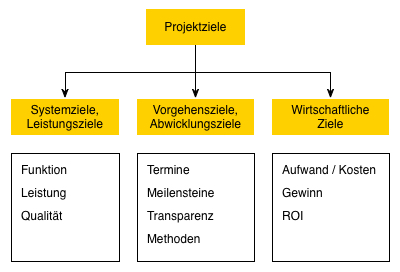 Projektziele
Systemziele,
Leistungsziele
Vorgehensziele,
Abwicklungsziele
Wirtschaftliche
Ziele
Funktion
Leistung
Qualität
Termine
Meilensteine
Transparenz
Methoden
Aufwand / Kosten
Gewinn
ROI